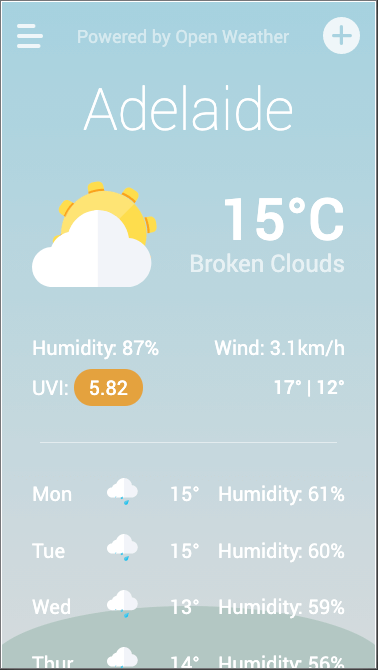 Powered by Open Weather
Adelaide
15°C
Broken Clouds
Humidity: 87% Wind: 3.1km/h
UVI: 5.82 17° | 12°
Mon 15° Humidity: 61%
Tue 15° Humidity: 60%
Wed 13° Humidity: 59%
Thur 14° Humidity: 56%